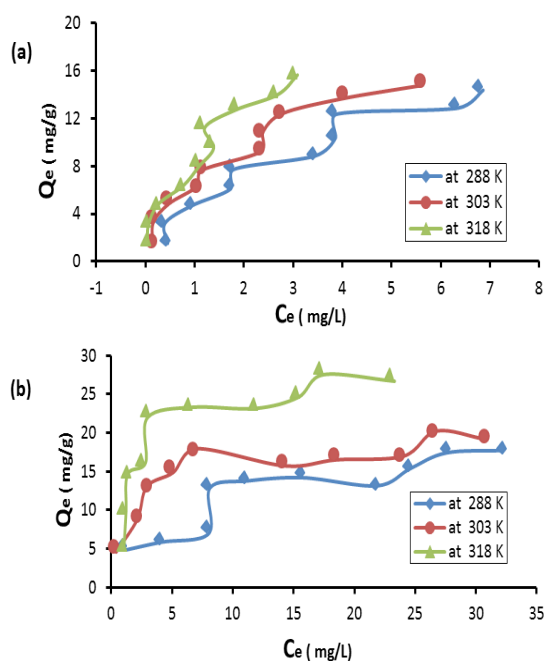 (a)
Qe ( mg/g)
20
16
12
8
4
0
-1 0 1 2 3 4 5 6 7 8
Ce ( mg/L)
at 288 K
at 303 K
at 318 K
(b)
Qe ( mg/g)
30
25
20
15
10
5
0
0 5 10 15 20 25 30 35
Ce ( mg/L)
at 288 K
at 303 K
at 318 K